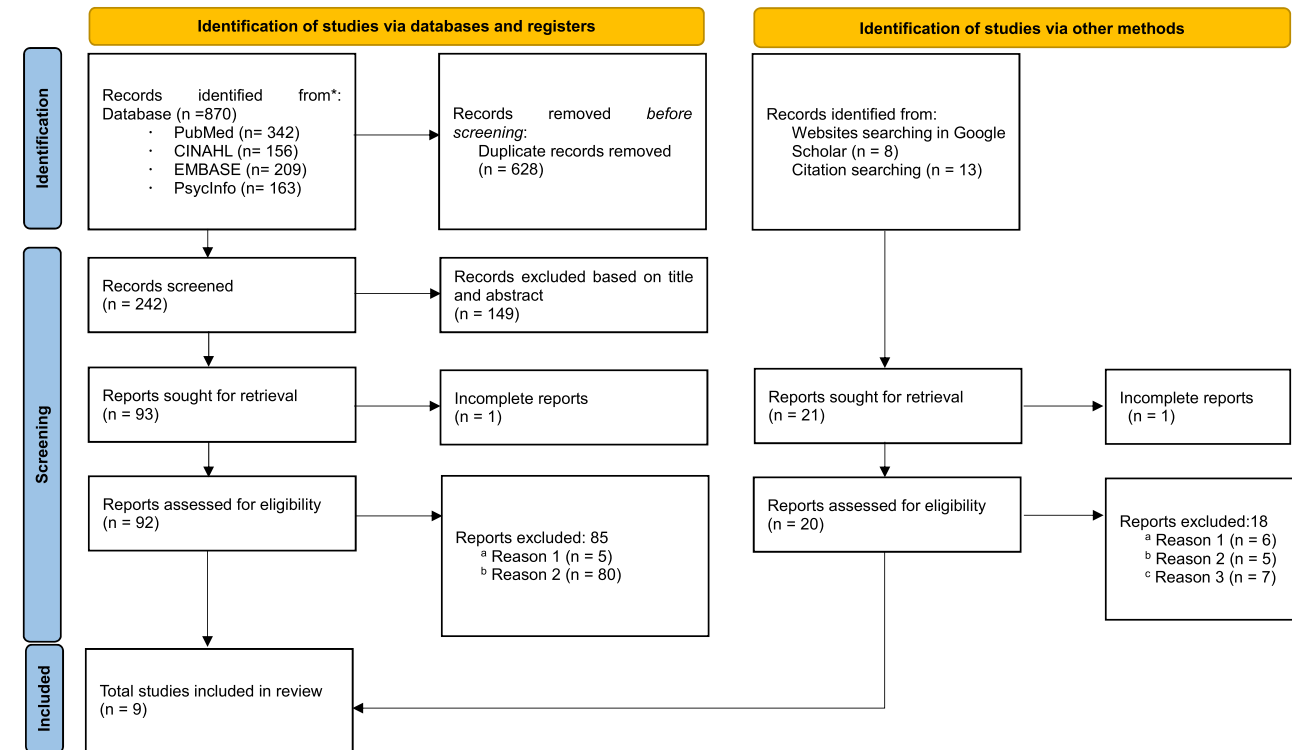 Identification of studies via databases and registers
Identification of studies via other methods
Identification
Records identified from*:
Database (n =870)
· PubMed (n= 342)
· CINAHL (n= 156)
· EMBASE (n= 209)
· PsycInfo (n= 163)
Records removed before
screening:
Duplicate records removed
(n = 628)
Records identified from:
Websites searching in Google
Scholar (n = 8)
Citation searching (n = 13)
Screening
Records screened
(n = 242)
Records excluded based on title
and abstract
(n = 149)
Reports sought for retrieval
(n = 93)
Incomplete reports
(n = 1)
Reports sought for retrieval
(n = 21)
Incomplete reports
(n = 1)
Reports assessed for eligibility
(n = 92)
Reports excluded: 85
a Reason 1 (n = 5)
b Reason 2 (n = 80)
Reports assessed for eligibility
(n = 20)
Reports excluded:18
a Reason 1 (n = 6)
b Reason 2 (n = 5)
c Reason 3 (n = 7)
Included
Total studies included in review
(n = 9)